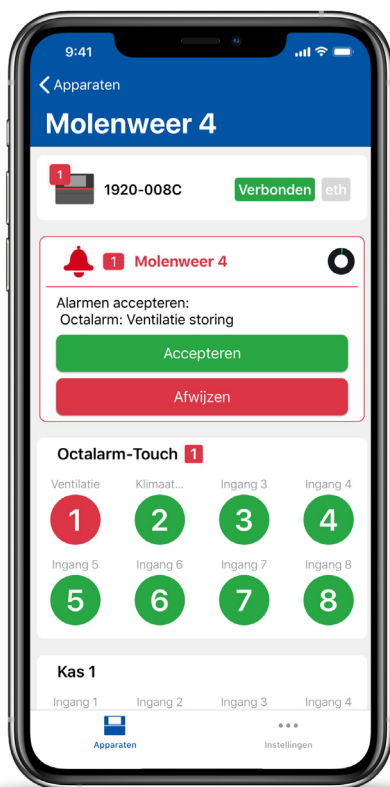 9:41
Apparaten
Molenweer 4
1
1920-008C
Verbonden
eth
1
Molenweer 4
Alarmen accepteren:
Octalarm: Ventilatie storing
Accepteren
Afwijzen
Octalarm-Touch 1
Ventilatie Klimaat... Ingang 3 Ingang 4
1 2 3 4
Ingang 5 Ingang 6 Ingang 7 Ingang 8
5 6 7 8
Kas 1
Ingang 1 Ingang 2 Ingang 3 Ingang 4
Apparaten Instellingen